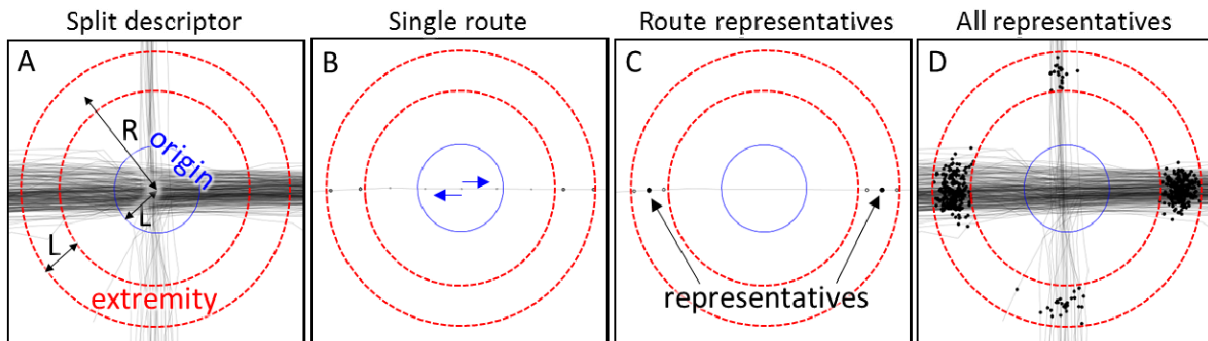 Split descriptor
Single route
Route representatives
All representatives
A
B
C
D
R
origin
L
L
extremity
representatives